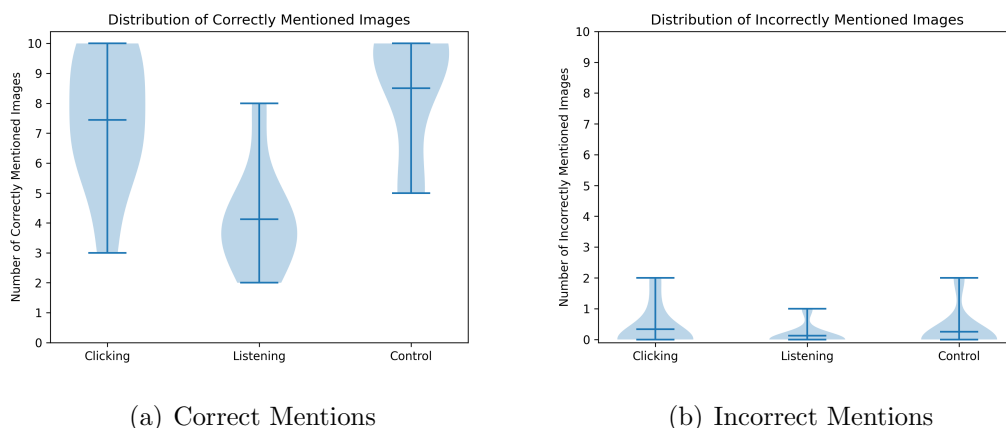 Distribution of Correctly Mentioned Images
Number of Correctly Mentioned Images
10
9
8
7
6
5
4
3
2
1
0
Clicking Listening Control
(a) Correct Mentions
Distribution of Incorrectly Mentioned Images
Number of Incorrectly Mentioned Images
10
9
8
7
6
5
4
3
2
1
0
Clicking Listening Control
(b) Incorrect Mentions